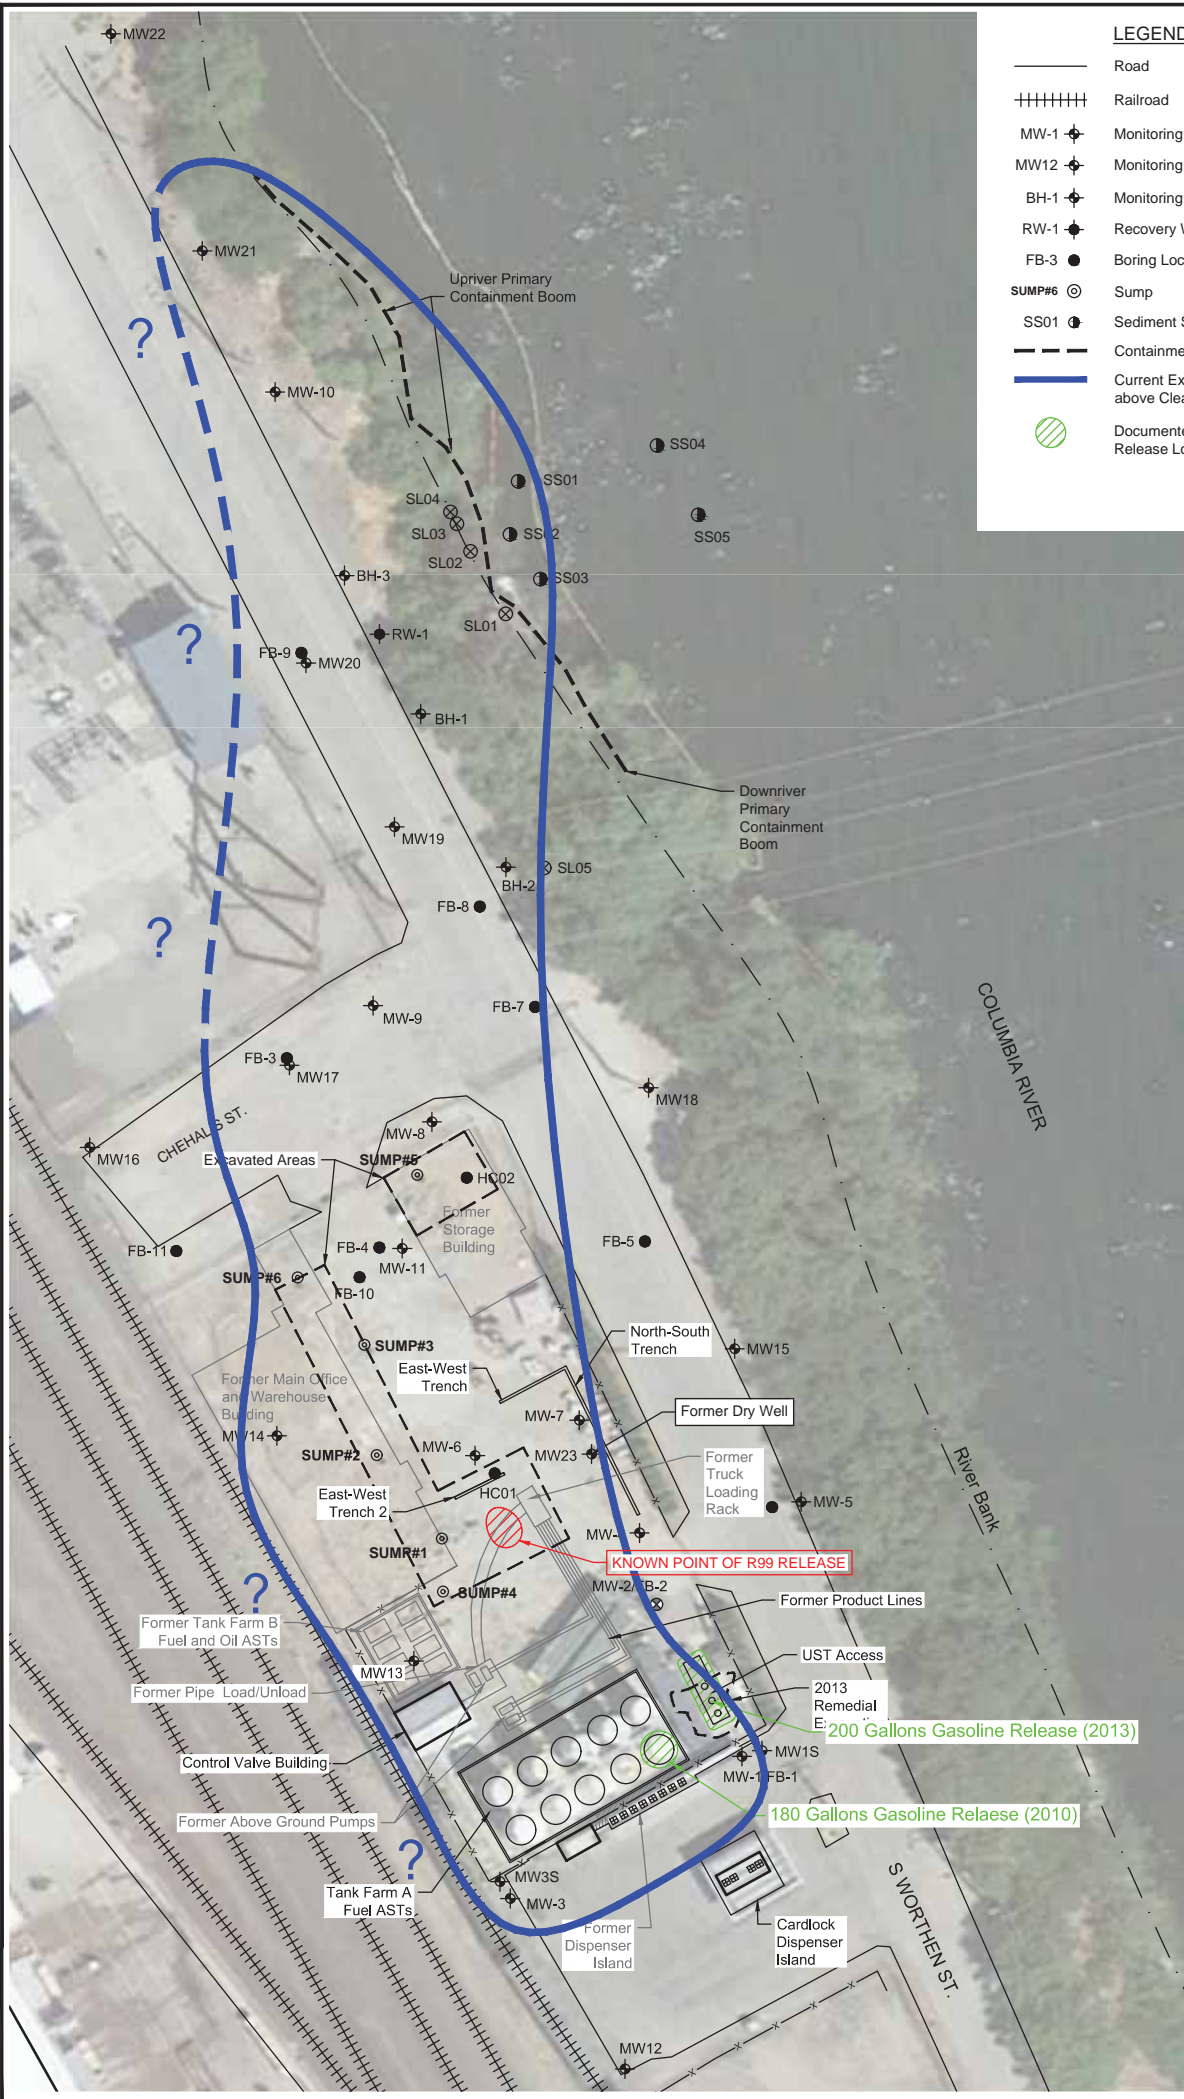 MW22
LEGEND
Road
Railroad
MW-1 Monitoring
MW12 Monitoring
BH-1 Monitoring
RW-1 Recovery
FB-3 Boring
SUMP#6 Sump
SS01 Sediment
Current
above
MW21
Upriver Primary
Containment Boom
?
MW-10
SS04
SS01
SL04
SS05
SL03
SS02
SL02
BH-3
SS03
SL01
RW-1
?
FB-9
MW20
BH-1
Downriver
Primary
Containment
Boom
MW19
BH-2
SL05
FB-8
?
COLUMBIA RIVER
MW-9
FB-7
FB-3
MW17
MW18
CHEHALIS ST.
MW-8
MW16
Excavated Areas
SUMP#5
HC02
Former
Storage
Building
FB-11
FB-4
MW-11
FB-5
SUMP#6
FB-10
North-South
Trench
SUMP#3
MW15
East-West
Trench
Former Main Office
and Warehouse
Building
MW-7
Former Dry Well
MW14
SUMP#2
MW-6
MW23
Former
Truck
Loading
Rack
River Bank
HC01
East-West
Trench 2
MW-5
SUMP#1
KNOWN POINT OF R99 RELEASE
?
SUMP#4
MW-2/FB-2
Former Product Lines
Former Tank Farm B
Fuel and Oil ASTs
UST Access
MW13
Former Pipe Load/Unload
2013
Remedial
200 Gallons Gasoline Release (2013)
Control Valve Building
MW1S
MW-1/FB-1
180 Gallons Gasoline Relaese (2010)
Former Above Ground Pumps
?
S WORTHEN ST.
MW3S
Tank Farm A
Fuel ASTs
MW-3
Former
Dispenser
Island
Cardlock
Dispenser
Island
MW12